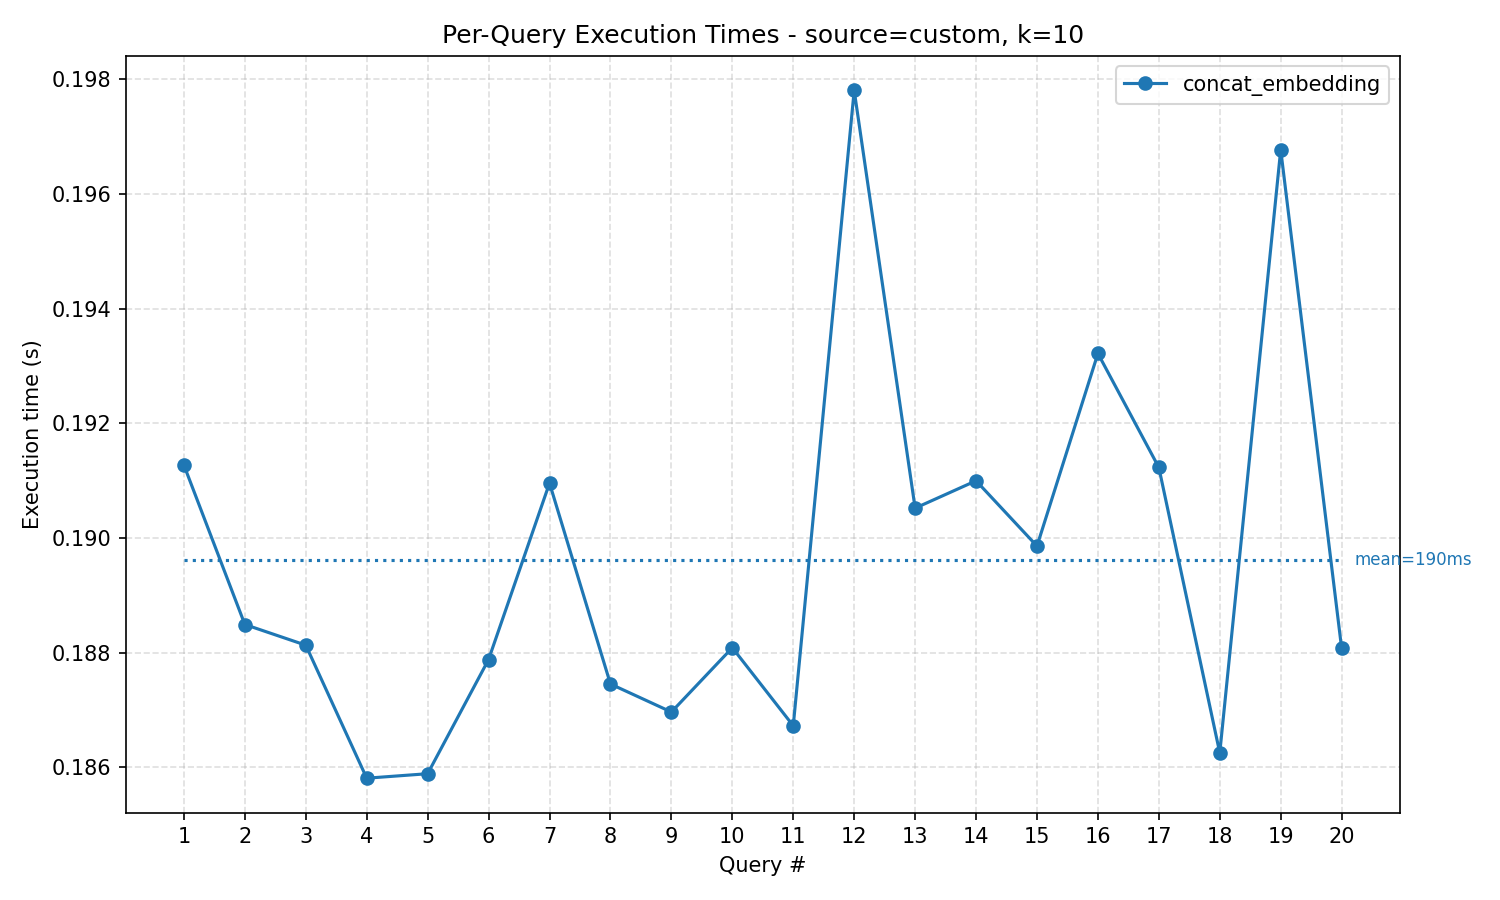 Per-Query Execution Times - source=custom, k=10
concat_embedding
Execution time (s)
0.198
0.196
0.194
0.192
0.190
0.188
0.186
mean=190ms
1 2 3 4 5 6 7 8 9 10 11 12 13 14 15 16 17 18 19 20
Query #